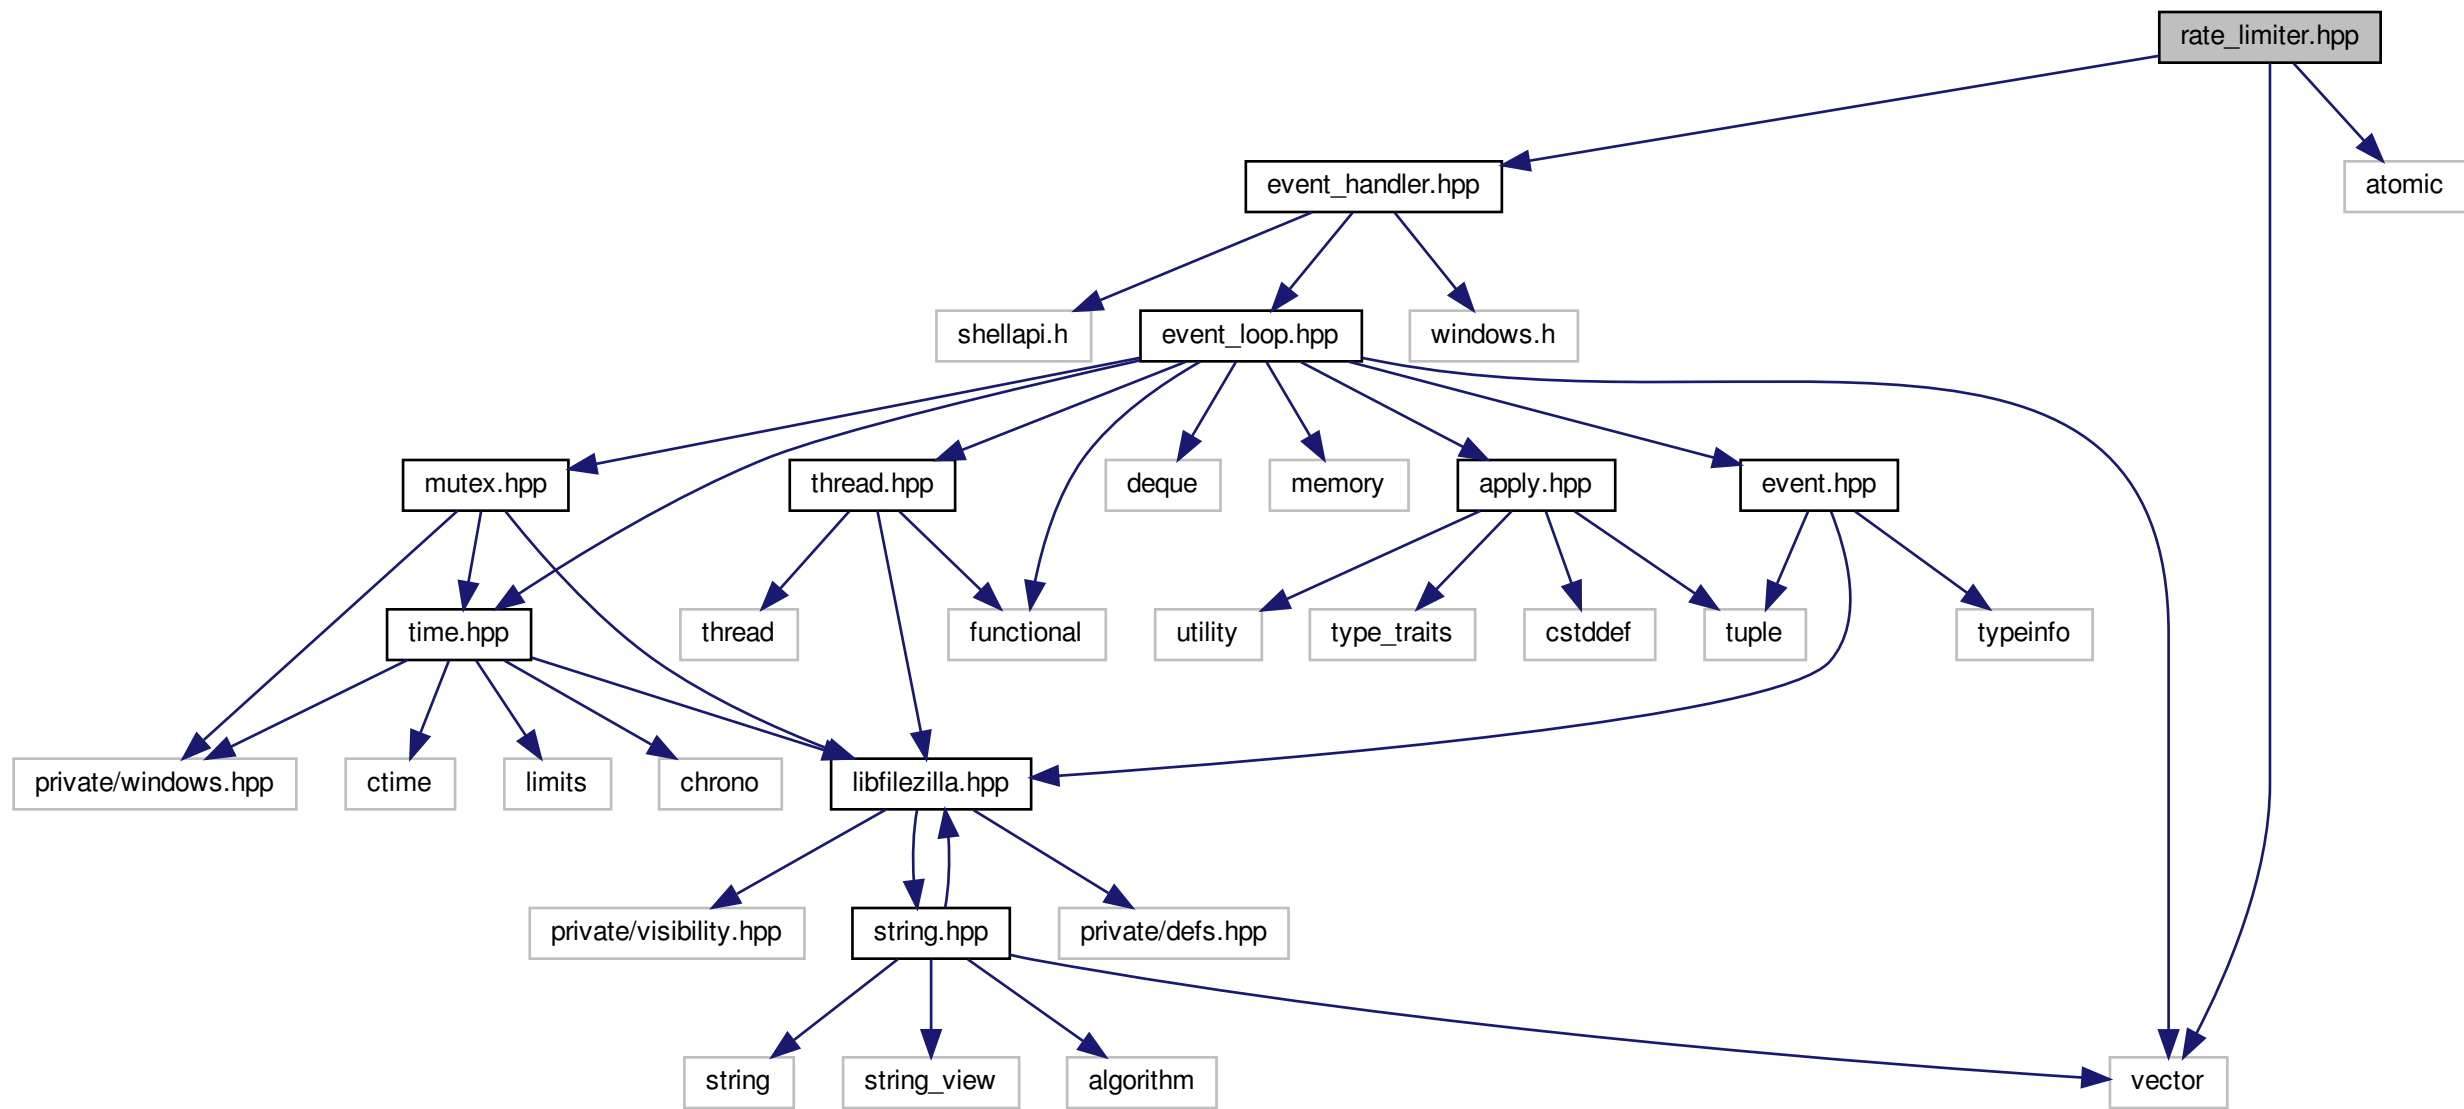 rate_limiter.hpp
event_handler.hpp
atomic
shellapi.h
event_loop.hpp
windows.h
mutex.hpp
thread.hpp
deque
memory
apply.hpp
event.hpp
time.hpp
thread
functional
utility
type_traits
cstddef
tuple
typeinfo
private/windows.hpp
ctime
limits
chrono
libfilezilla.hpp
private/visibility.hpp
string.hpp
private/defs.hpp
string
string_view
algorithm
vector